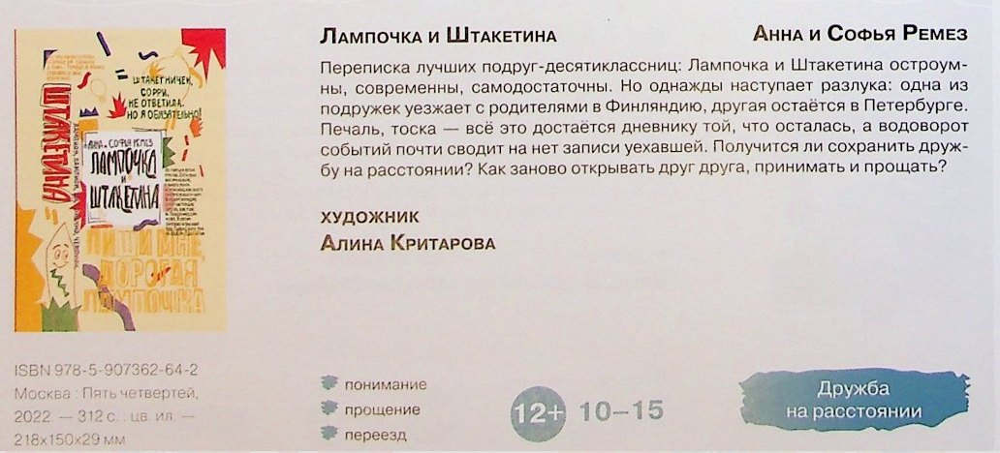 Лампочка и Штакетина
Анна и Софья Ремез
Переписка лучших подруг-десятиклассниц: Лампочка и Штакетина остроум-
ны, современны, самодостаточны. Но однажды наступает разлука: одна из
подружек уезжает с родителями в Финляндию, другая остаётся в Петербурге.
Печаль, тоска — всё это достаётся дневнику той, что осталась, а водоворот
событий почти сводит на нет записи уехавшей. Получится ли сохранить друж-
бу на расстоянии? Как заново открывать друг друга, принимать и прощать?
художник
Алина Критарова
ШТАКЕТНИЧЕК,
СОРРИ,
НЕ ОТВЕТИЛА.
НО Я ОБЯЗАТЕЛЬНО!
ШТАКЕТИНА
АННА и СОФЬЯ РЕМЕЗ
ЛАМПОЧКА
и
ШТАКЕТИНА
ПИШИ МНЕ,
ДОРОГАЯ
ЛАМПОЧКА
ISBN 978-5-907362-64-2
Москва : Пять четвертей,
2022. — 312 с. : цв. ил. —
218х150х29 мм
понимание
прощение
переезд
12+
10–15
Дружба
на расстоянии